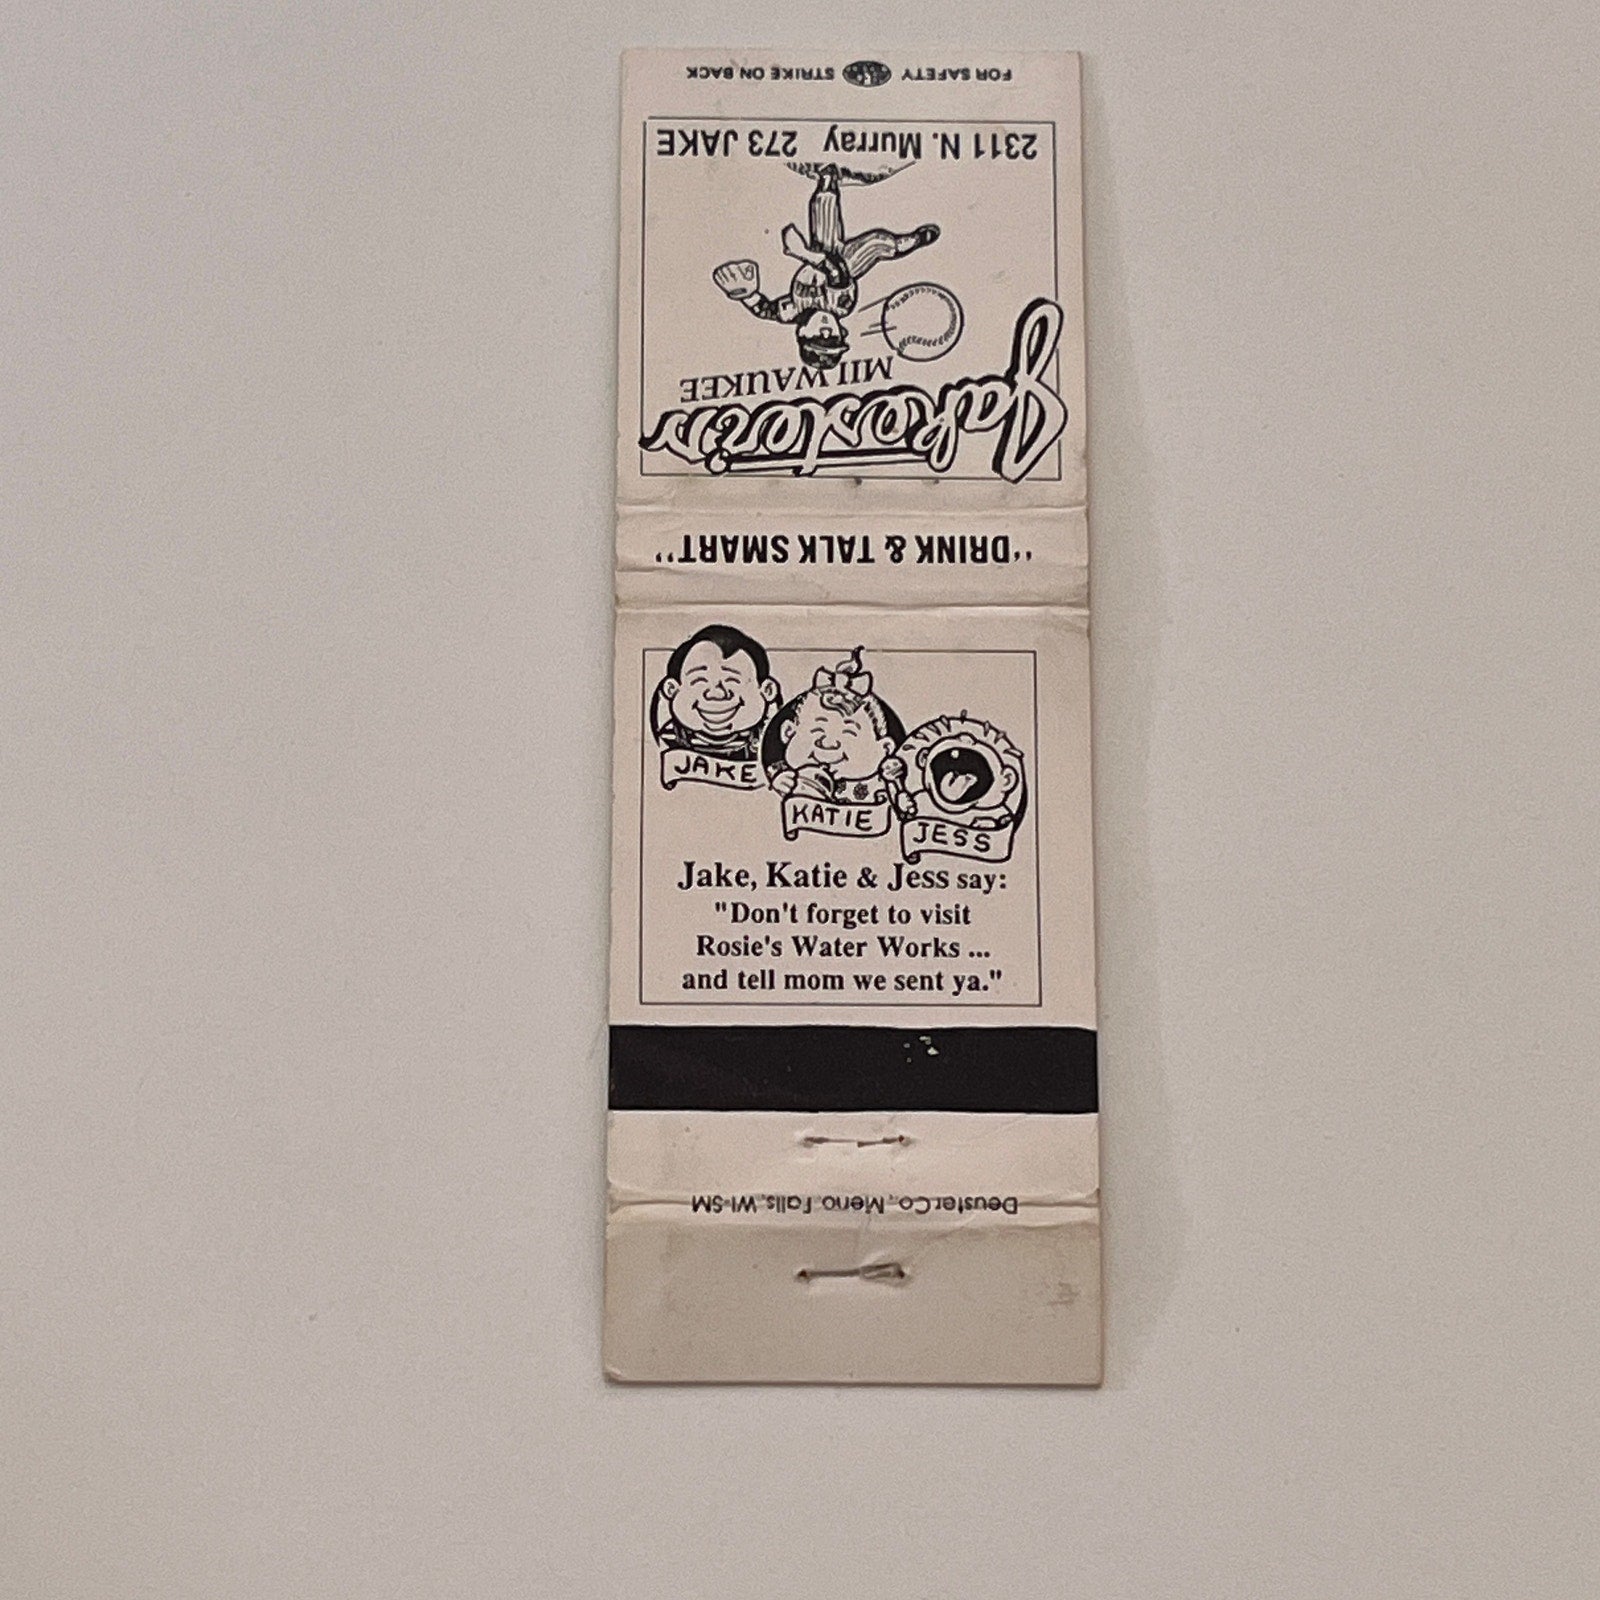 "DRINK & TALK SMART"
MILWAUKEE
2311 N. Murray 273 JAKE
FOR SAFETY STRIKE ON BACK
JAKE
KATIE
JESS
Jake, Katie & Jess say:
"Don't forget to visit
Rosie's Water Works ...
and tell mom we sent ya."
Deuster Co., Meno. Falls, WI-SM